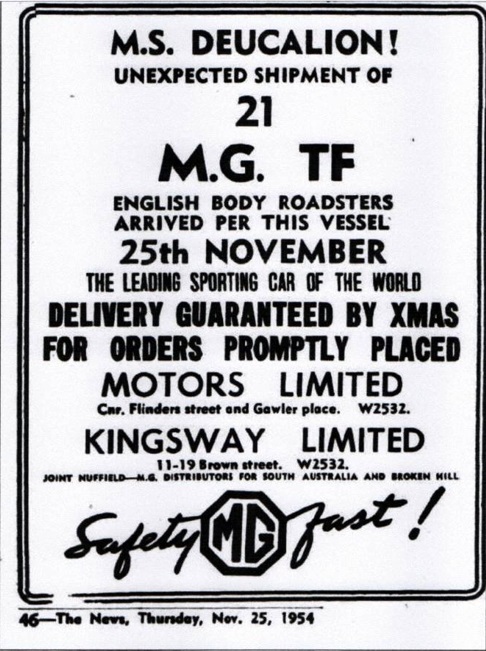 M.S. DEUCALION!
UNEXPECTED SHIPMENT OF
21
M.G. TF
ENGLISH BODY ROADSTERS
ARRIVED PER THIS VESSEL
25th NOVEMBER
THE LEADING SPORTING CAR OF THE WORLD
DELIVERY GUARANTEED BY XMAS
FOR ORDERS PROMPTLY PLACED
MOTORS LIMITED
Cnr. Flinders street and Gawler place. W2532.
KINGSWAY LIMITED
11-19 Brown street. W2532.
JOINT NUFFIELD—M.G. DISTRIBUTORS FOR SOUTH AUSTRALIA AND BROKEN HILL
Safety MG fast!
46—The News, Thursday, Nov. 25, 1954